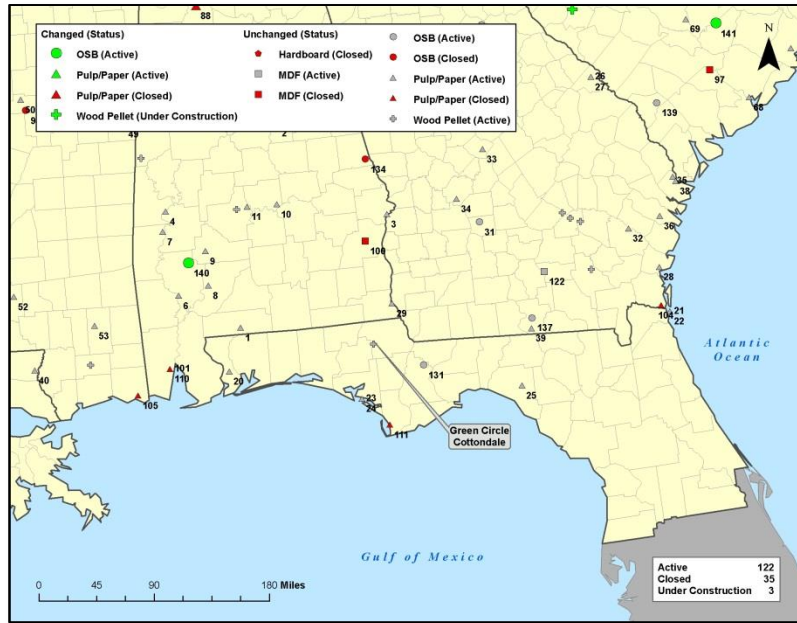 88
Changed (Status)
OSB (Active)
Pulp/Paper (Active)
Pulp/Paper (Closed)
Wood Pellet (Under Construction)
Unchanged (Status)
Hardboard (Closed)
MDF (Active)
MDF (Closed)
OSB (Active)
OSB (Closed)
Pulp/Paper (Active)
Pulp/Paper (Closed)
Wood Pellet (Active)
N
69
141
97
26
27
139
68
50
9
49
2
33
134
35
38
4
11
10
34
3
31
36
7
32
9
100
140
28
122
8
6
52
29
21
104
22
53
137
1
39
Atlantic
Ocean
101
110
40
20
131
105
23
24
25
111
Green Circle
Cottondale
Gulf of Mexico
0 45 90 180 Miles
Active 122
Closed 35
Under Construction 3